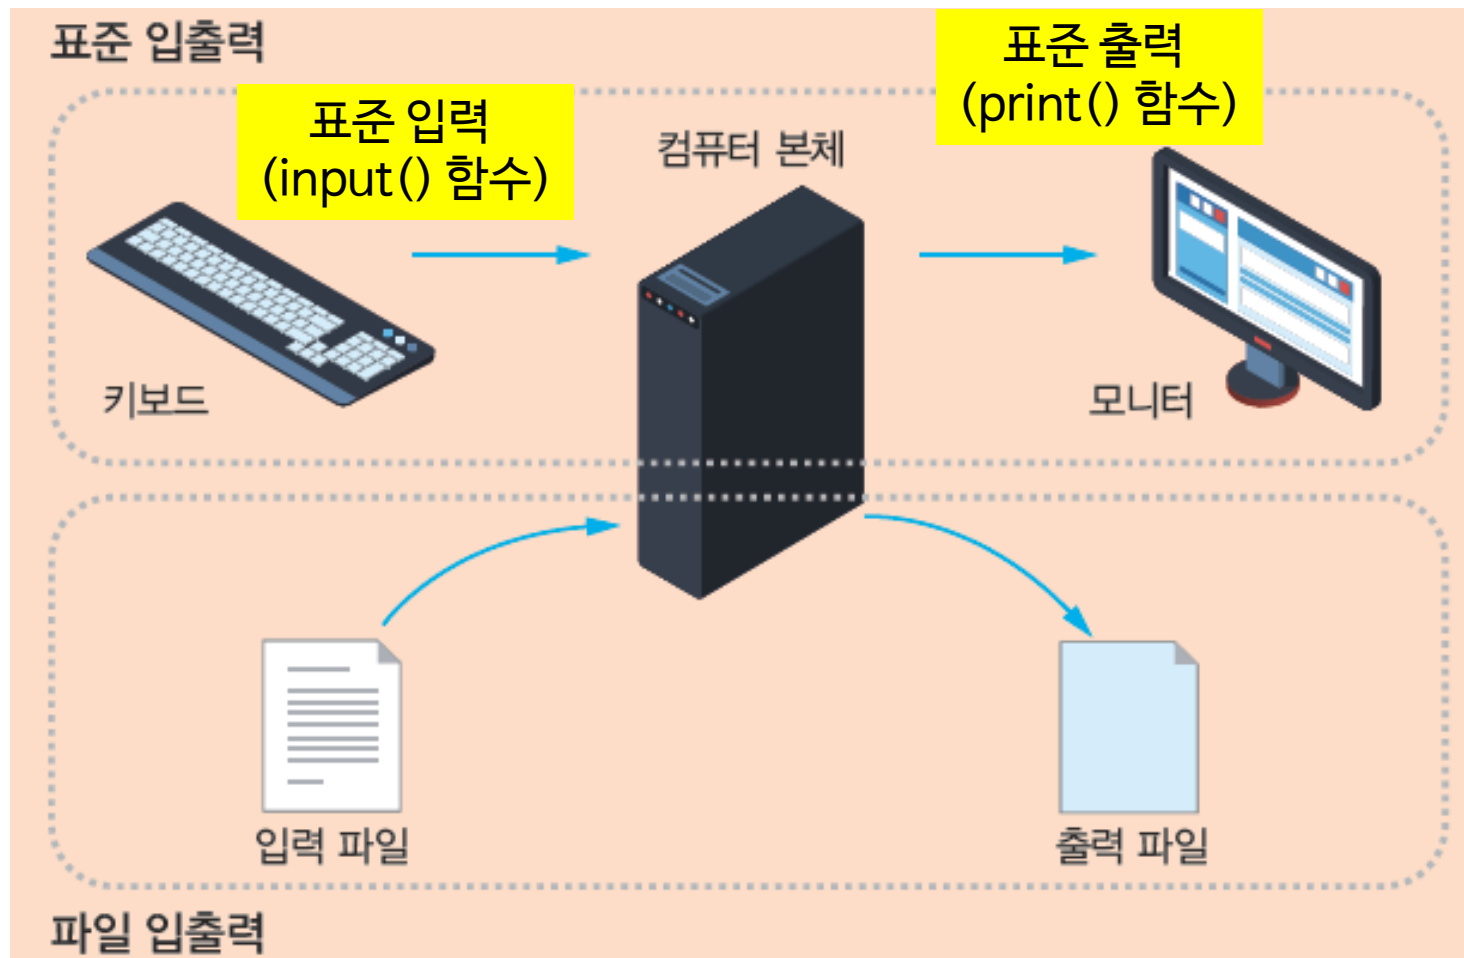 표준 입출력
표준 입력
(input() 함수)
컴퓨터 본체
표준 출력
(print() 함수)
키보드
모니터
입력 파일
출력 파일
파일 입출력